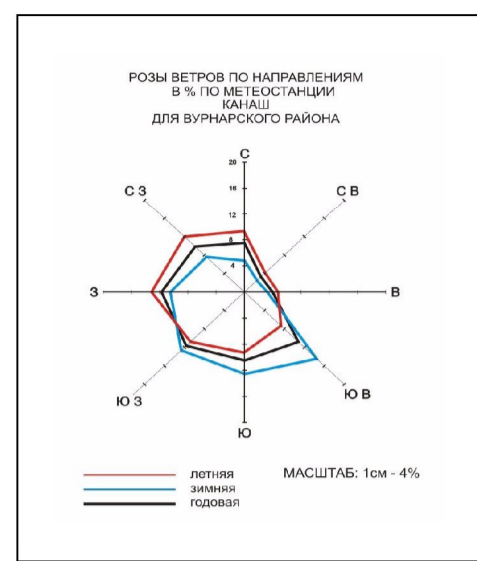 РОЗЫ ВЕТРОВ ПО НАПРАВЛЕНИЯМ
В % ПО МЕТЕОСТАНЦИИ
КАНАШ
ДЛЯ ВУРНАРСКОГО РАЙОНА
С
20
С З
16
С В
12
8
4
З
В
Ю З
Ю В
Ю
летняя
МАСШТАБ: 1см - 4%
зимняя
годовая